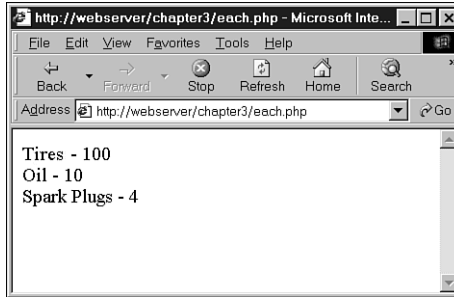 http://webserver/chapter3/each.php - Microsoft Inte...
File Edit View Favorites Tools Help
Back Forward Stop Refresh Home Search
Address http://webserver/chapter3/each.php Go
Tires - 100
Oil - 10
Spark Plugs - 4